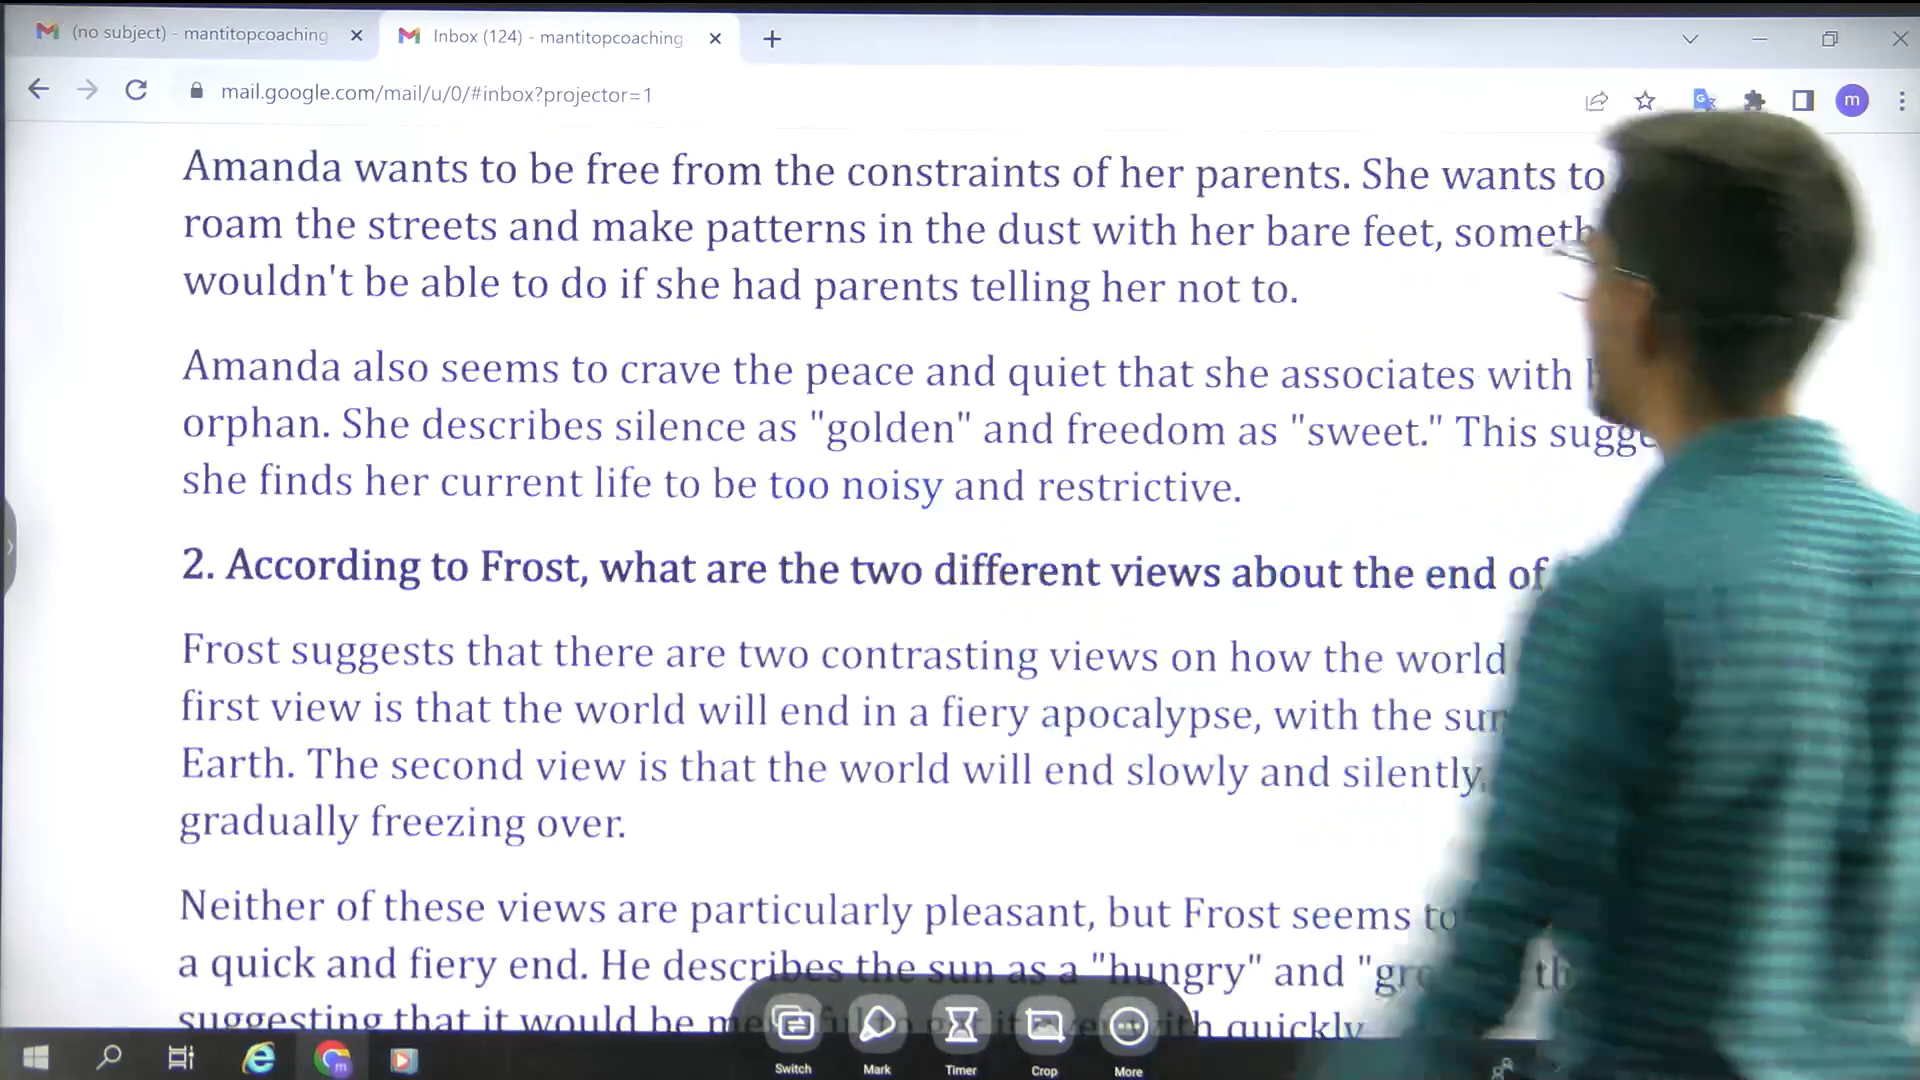 (no subject) - mantitopcoaching
Inbox (124) - mantitopcoaching
mail.google.com/mail/u/0/#inbox?projector=1
m
Amanda wants to be free from the constraints of her parents. She wants to
roam the streets and make patterns in the dust with her bare feet, someth
wouldn't be able to do if she had parents telling her not to.
Amanda also seems to crave the peace and quiet that she associates with
orphan. She describes silence as "golden" and freedom as "sweet." This sugge
she finds her current life to be too noisy and restrictive.
2. According to Frost, what are the two different views about the end of
Frost suggests that there are two contrasting views on how the world
first view is that the world will end in a fiery apocalypse, with the sun
Earth. The second view is that the world will end slowly and silently,
gradually freezing over.
Neither of these views are particularly pleasant, but Frost seems to
a quick and fiery end. He describes the sun as a "hungry" and
suggesting that it would be with quickly
Switch Mark Timer Crop More